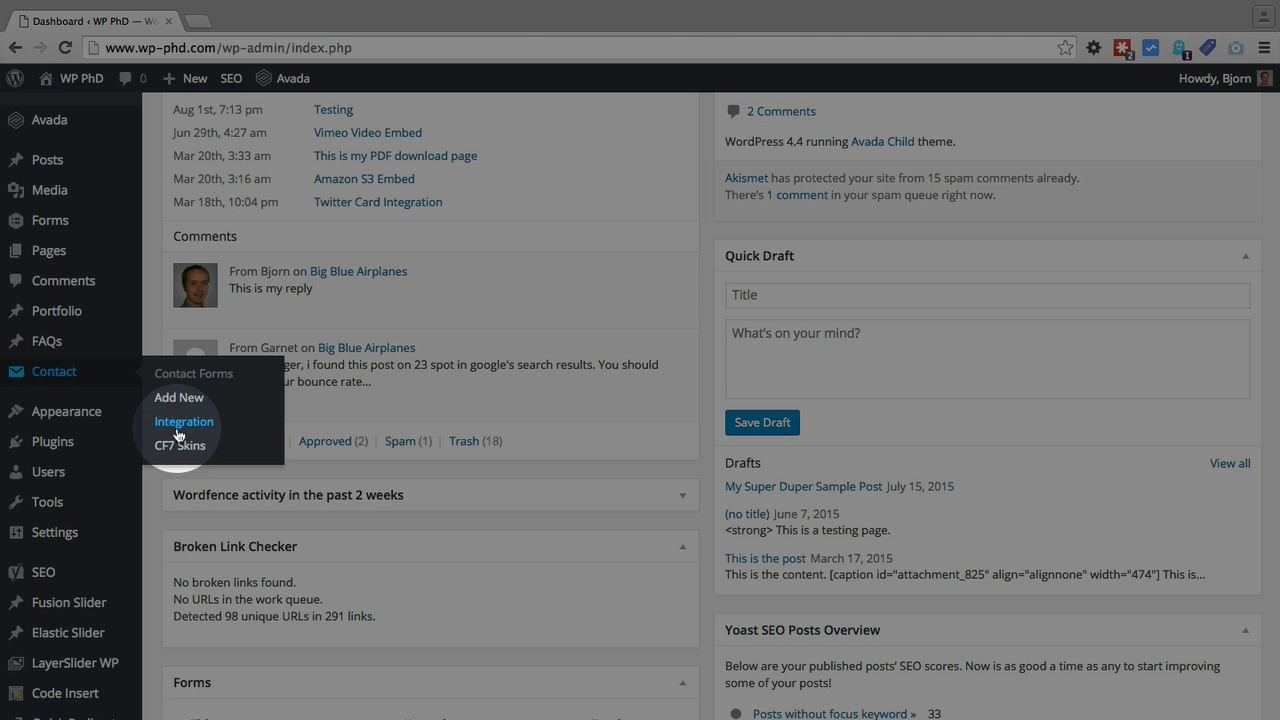 Dashboard ‹ WP PhD — Wo
www.wp-phd.com/wp-admin/index.php
2
1
WP PhD
0
New
SEO
Avada
Howdy, Bjorn
Avada
Posts
Media
Forms
Pages
Comments
Portfolio
FAQs
Contact
Contact Forms
Add New
Integration
CF7 Skins
Appearance
Plugins
Users
Tools
Settings
SEO
Fusion Slider
Elastic Slider
LayerSlider WP
Code Insert
Aug 1st, 7:13 pm Testing
Jun 29th, 4:27 am Vimeo Video Embed
Mar 20th, 3:33 am This is my PDF download page
Mar 20th, 3:16 am Amazon S3 Embed
Mar 18th, 10:04 pm Twitter Card Integration
Comments
From Bjorn on Big Blue Airplanes
This is my reply
From Garnet on Big Blue Airplanes
ger, i found this post on 23 spot in google's search results. You should
ur bounce rate...
| Approved (2) | Spam (1) | Trash (18)
Wordfence activity in the past 2 weeks
Broken Link Checker
No broken links found.
No URLs in the work queue.
Detected 98 unique URLs in 291 links.
Forms
2 Comments
WordPress 4.4 running Avada Child theme.
Akismet has protected your site from 15 spam comments already.
There's 1 comment in your spam queue right now.
Quick Draft
Title
What's on your mind?
Save Draft
Drafts
View all
My Super Duper Sample Post July 15, 2015
(no title) June 7, 2015
<strong> This is a testing page.
This is the post March 17, 2015
This is the content. [caption id="attachment_825" align="alignnone" width="474"] This is...
Yoast SEO Posts Overview
Below are your published posts' SEO scores. Now is as good a time as any to start improving
some of your posts!
Posts without focus keyword » 33